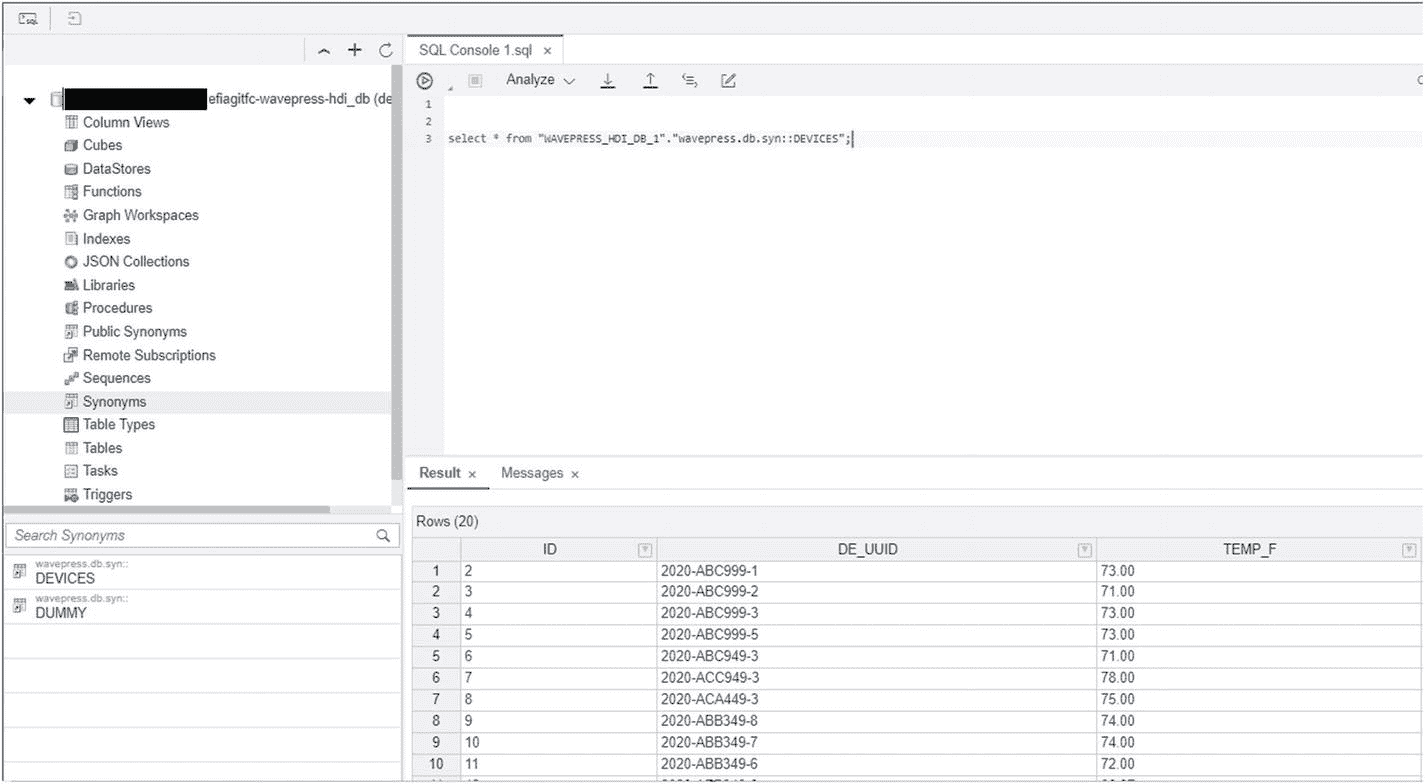 SQL
SQL Console 1.sql ×
efiagitfc-wavepress-hdi_db (de
Column Views
Cubes
DataStores
Functions
Graph Workspaces
Indexes
JSON Collections
Libraries
Procedures
Public Synonyms
Remote Subscriptions
Sequences
Synonyms
Table Types
Tables
Tasks
Triggers
Search Synonyms
wavepress.db.syn::
DEVICES
wavepress.db.syn::
DUMMY
Analyze
1
2
3 select * from "WAVEPRESS_HDI_DB_1"."wavepress.db.syn::DEVICES";
Result × Messages ×
Rows (20)
ID DE_UUID TEMP_F
1 2 2020-ABC999-1 73.00
2 3 2020-ABC999-2 71.00
3 4 2020-ABC999-3 73.00
4 5 2020-ABC999-5 73.00
5 6 2020-ABC949-3 71.00
6 7 2020-ACC949-3 78.00
7 8 2020-ACA449-3 75.00
8 9 2020-ABB349-8 74.00
9 10 2020-ABB349-7 74.00
10 11 2020-ABB349-6 72.00